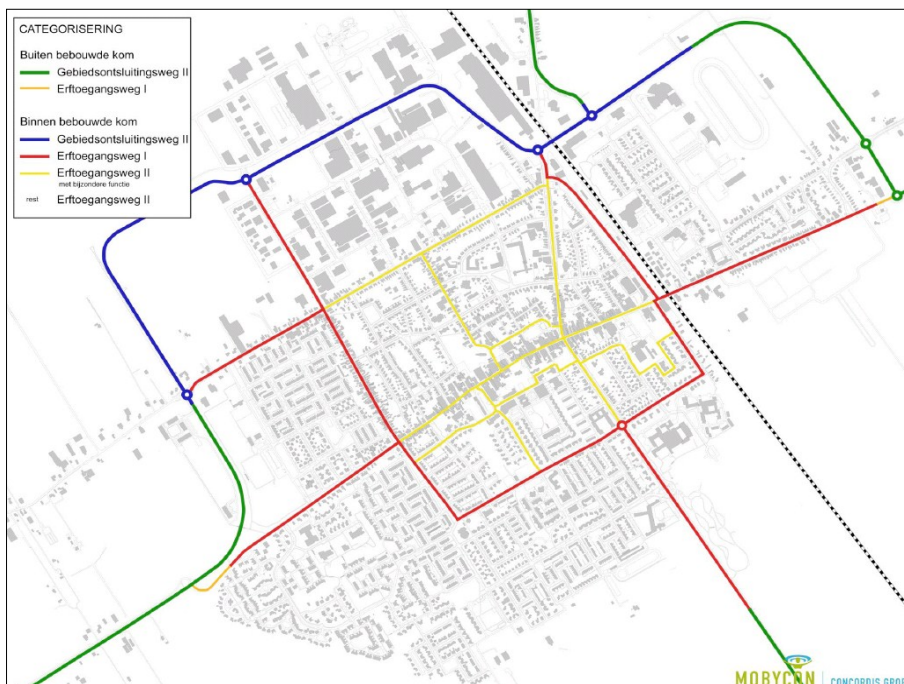 CATEGORISERING
Buiten bebouwde kom
Gebiedsontsluitingsweg II
Erftoegangsweg I
Binnen bebouwde kom
Gebiedsontsluitingsweg II
Erftoegangsweg I
Erftoegangsweg II
met bijzondere functie
rest Erftoegangsweg II
MOBYCON